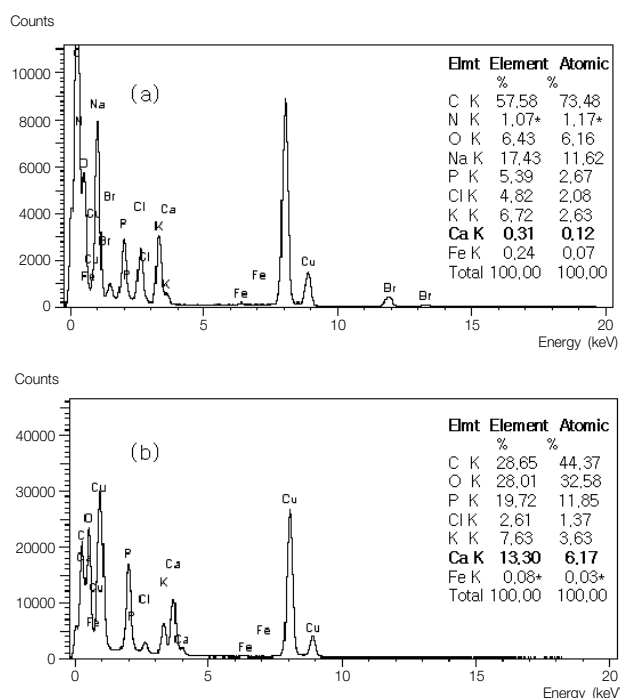 Counts
(a)
Elmt Element Atomic
% %
C K 57,58 73,48
N K 1,07* 1,17*
O K 6,43 6,16
Na K 17,43 11,62
P K 5,39 2,67
Cl K 4,82 2,08
K K 6,72 2,63
Ca K 0,31 0,12
Fe K 0,24 0,07
Total 100,00 100,00
10000
8000
6000
4000
2000
0
N
Na
Br
Cu
Br
Cu
Fe
P
P
Cl
Cl
Ca
K
K
Fe
Fe
Cu
Br
Br
0 5 10 15 20
Energy (keV)
Counts
(b)
Elmt Element Atomic
% %
C K 28,65 44,37
O K 28,01 32,58
P K 19,72 11,85
Cl K 2,61 1,37
K K 7,63 3,63
Ca K 13,30 6,17
Fe K 0,08* 0,03*
Total 100,00 100,00
40000
30000
20000
10000
0
Cu
O
C
Cu
Fe
P
P
Cl
Ca
K
Ca
Fe
Fe
Cu
Cu
0 5 10 15 20
Energy (keV